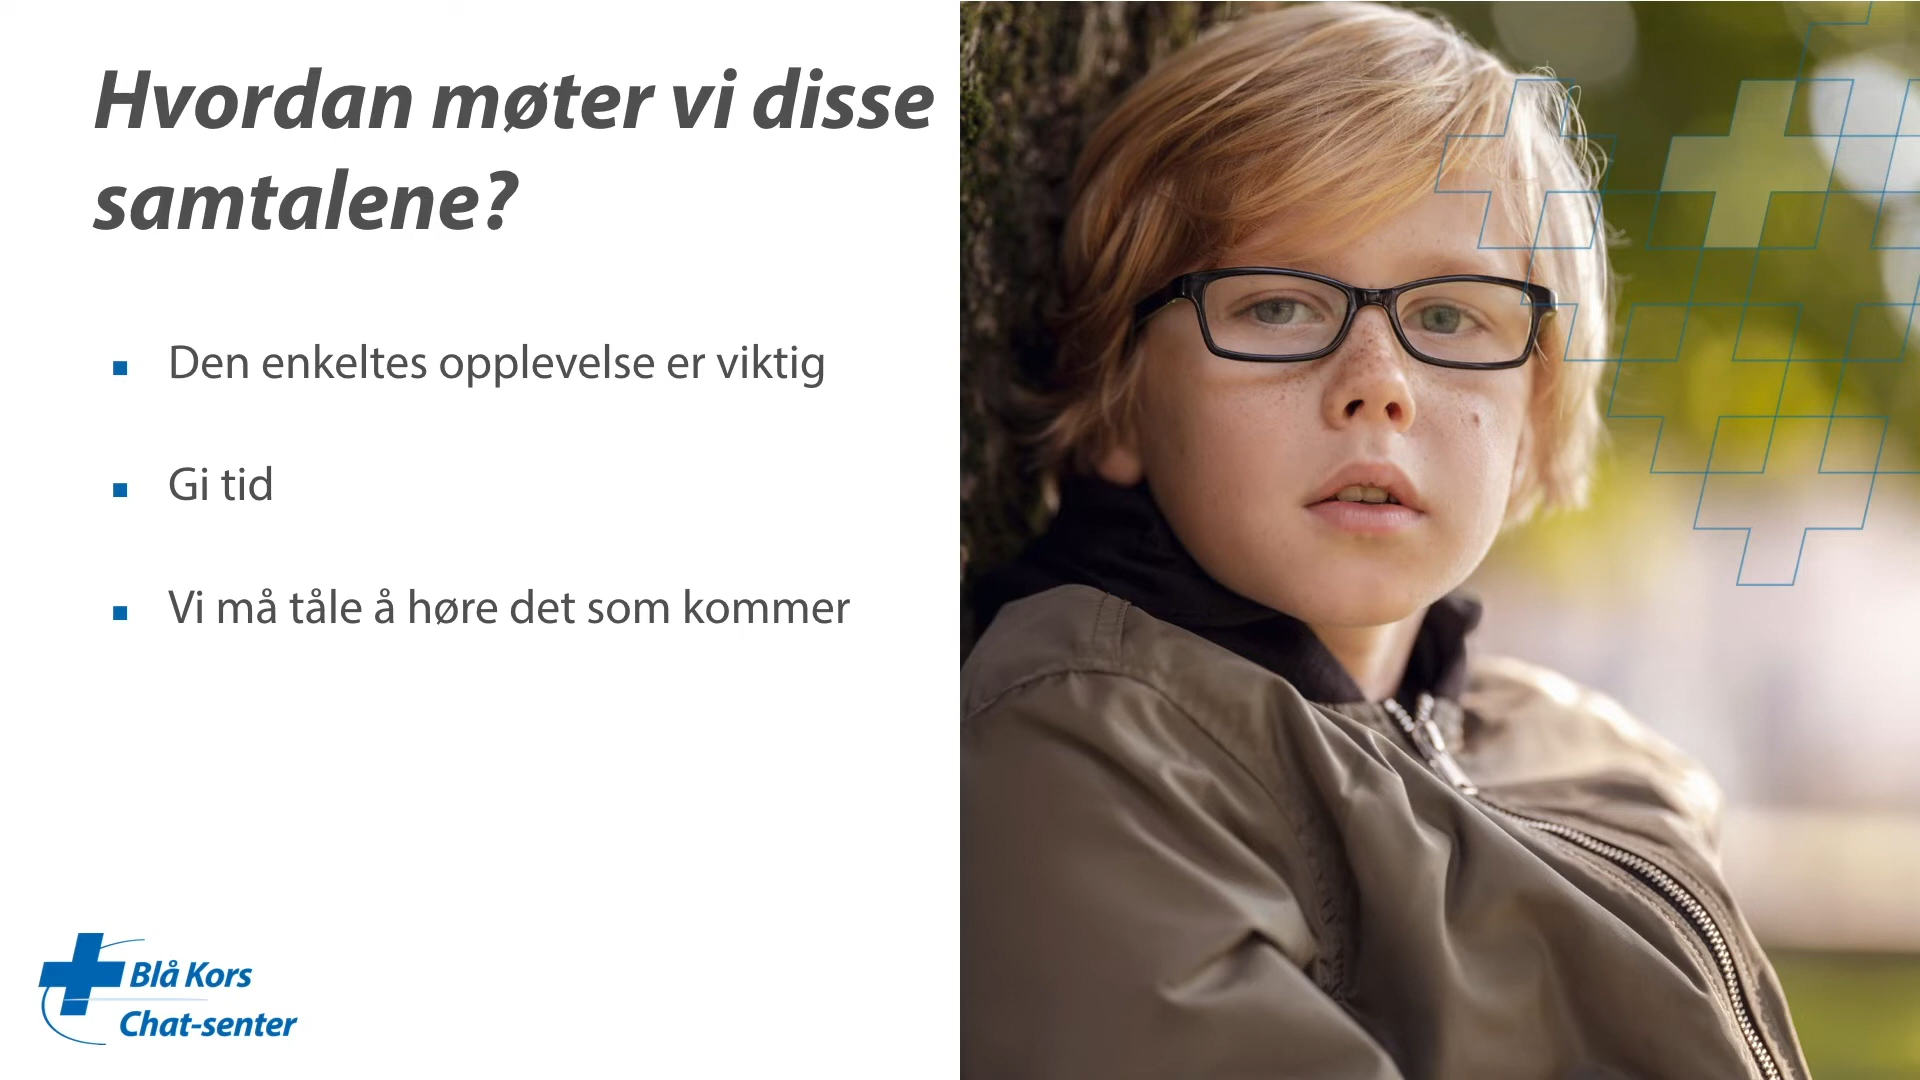 Hvordan møter vi disse
samtalene?
Den enkeltes opplevelse er viktig
Gi tid
Vi må tåle å høre det som kommer
Blå Kors
Chat-senter